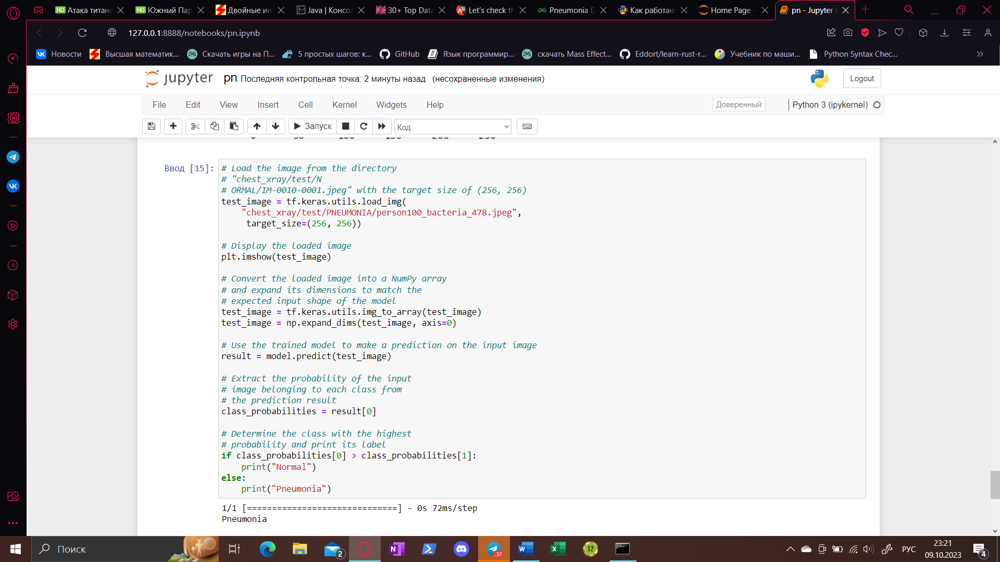 Атака титанс
Южный Пар
Двойные ин
Java | Консо
30+ Top Data
Let's check th
Pneumonia D
Как работаю
Home Page -
pn - Jupyter
127.0.0.1:8888/notebooks/pn.ipynb
Новости
Высшая математик...
Скачать игры на П...
5 простых шагов: к...
GitHub
Язык программир...
скачать Mass Effect...
Eddort/learn-rust-r...
Учебник по маши...
Python Syntax Chec...
jupyter pn Последняя контрольная точка: 2 минуты назад (несохраненные изменения)
Logout
File Edit View Insert Cell Kernel Widgets Help
Доверенный
Python 3 (ipykernel)
Запуск
Код
Ввод [15]:
# Load the image from the directory
# "chest_xray/test/N
# ORMAL/IM-0010-0001.jpeg" with the target size of (256, 256)
test_image = tf.keras.utils.load_img(
    "chest_xray/test/PNEUMONIA/person100_bacteria_478.jpeg",
     target_size=(256, 256))
# Display the loaded image
plt.imshow(test_image)
# Convert the loaded image into a NumPy array
# and expand its dimensions to match the
# expected input shape of the model
test_image = tf.keras.utils.img_to_array(test_image)
test_image = np.expand_dims(test_image, axis=0)
# Use the trained model to make a prediction on the input image
result = model.predict(test_image)
# Extract the probability of the input
# image belonging to each class from
# the prediction result
class_probabilities = result[0]
# Determine the class with the highest
# probability and print its label
if class_probabilities[0] > class_probabilities[1]:
    print("Normal")
else:
    print("Pneumonia")
1/1 [==============================] - 0s 72ms/step
Pneumonia
Поиск
2
..37
12
РУС
23:21
09.10.2023
4